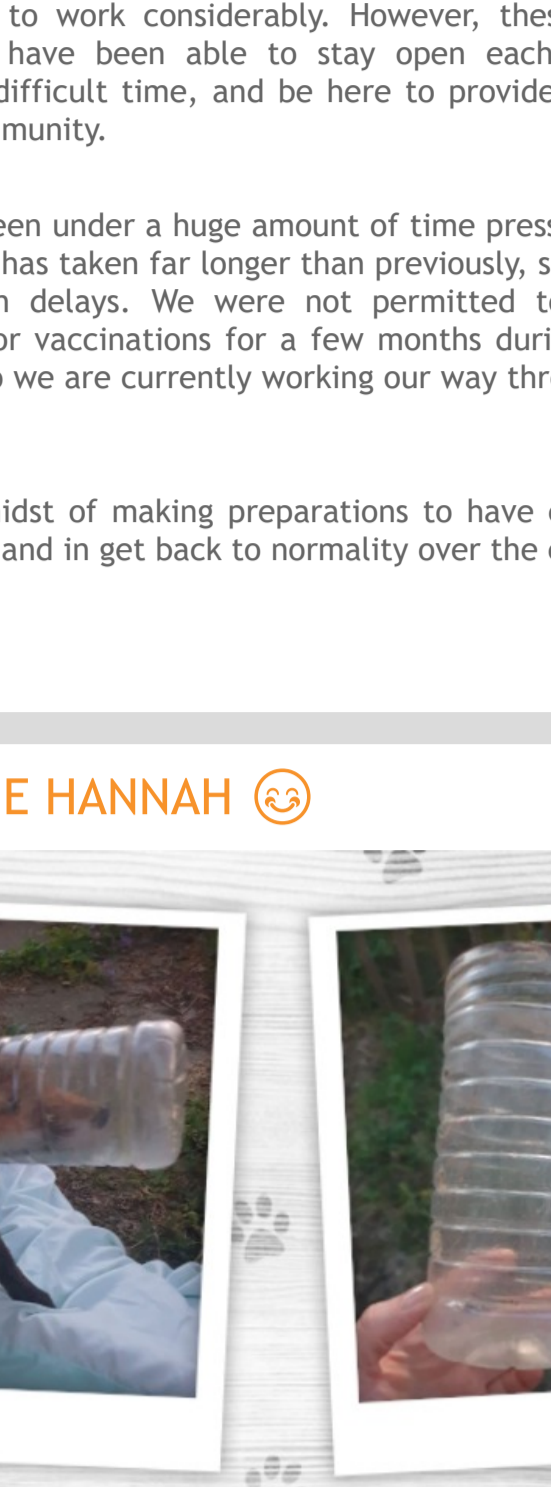 to work considerably. However, thes
have been able to stay open each
difficult time, and be here to provide
munity.
een under a huge amount of time press
has taken far longer than previously, s
n delays. We were not permitted to
or vaccinations for a few months duri
o we are currently working our way thro
idst of making preparations to have
and in get back to normality over the
E HANNAH